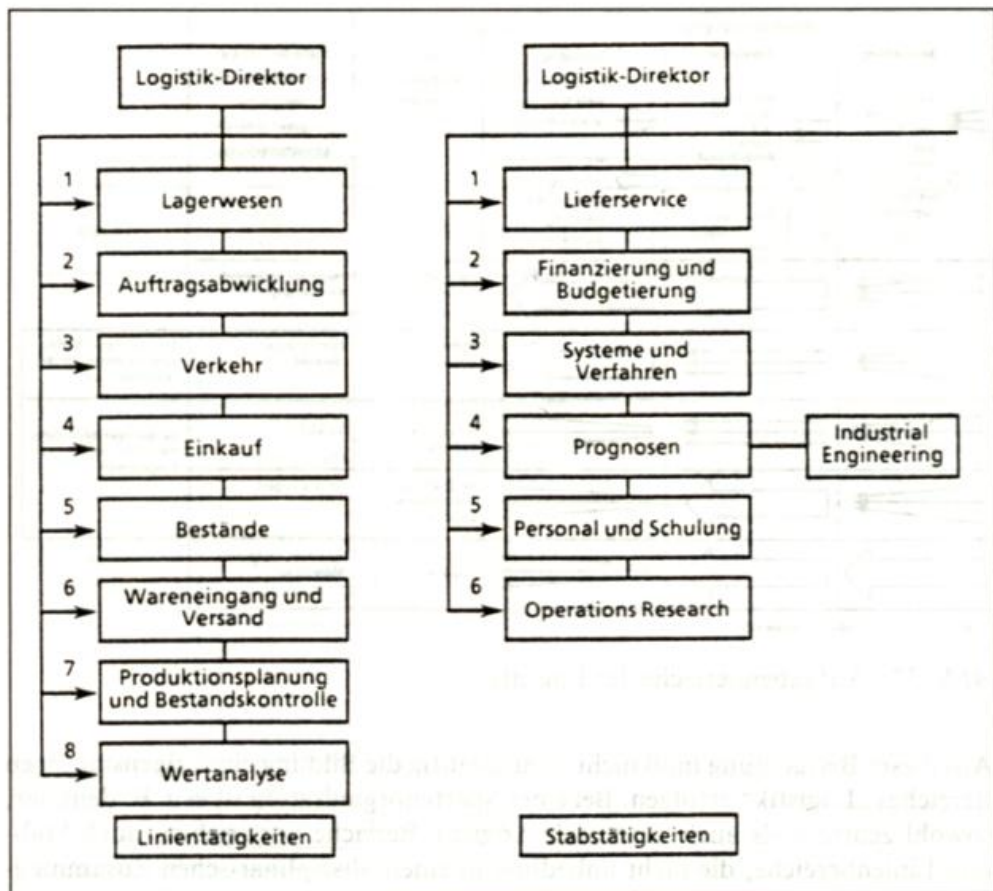 Logistik-Direktor
1
Lagerwesen
2
Auftragsabwicklung
3
Verkehr
4
Einkauf
5
Bestände
6
Wareneingang und
Versand
7
Produktionsplanung
und Bestandskontrolle
8
Wertanalyse
Linientätigkeiten
Logistik-Direktor
1
Lieferservice
2
Finanzierung und
Budgetierung
3
Systeme und
Verfahren
4
Prognosen
Industrial
Engineering
5
Personal und Schulung
6
Operations Research
Stabstätigkeiten